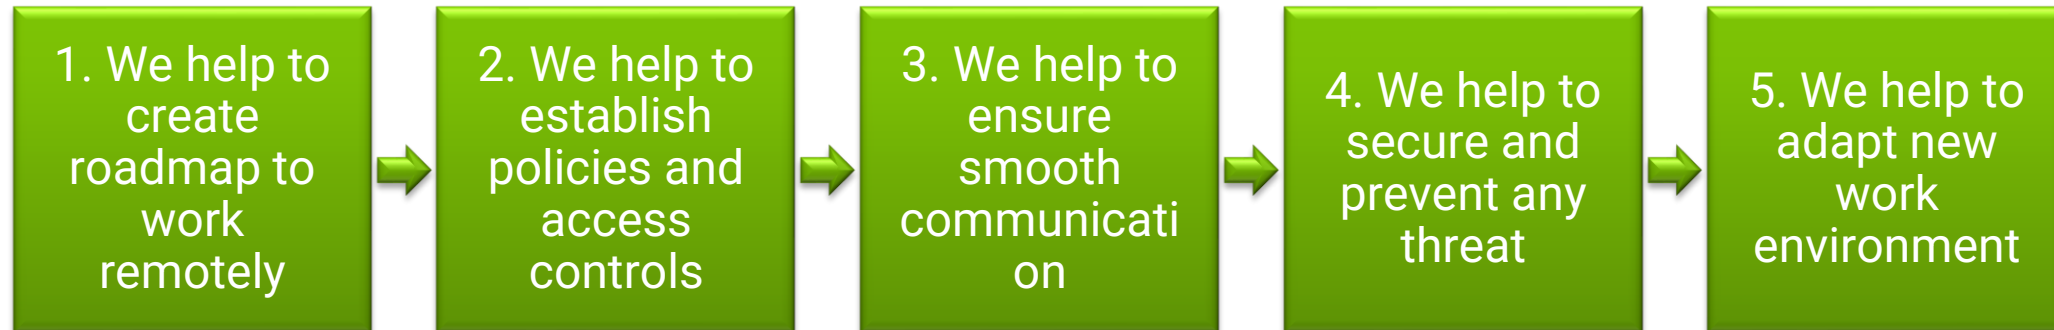 1. We help to
create
roadmap to
work
remotely
2. We help to
establish
policies and
access
controls
3. We help to
ensure
smooth
communicati
on
4. We help to
secure and
prevent any
threat
5. We help to
adapt new
work
environment